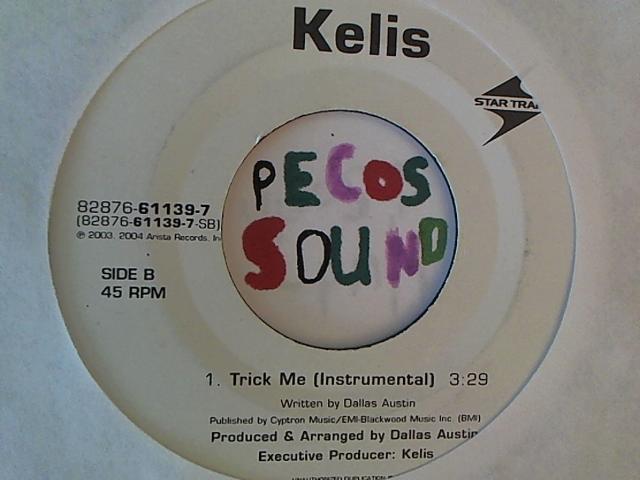 Kelis
STAR TRA
PECOS
SOUND
82876-61139-7
(82876-61139-7-SB)
℗ 2003, 2004 Arista Records, In
SIDE B
45 RPM
1. Trick Me (Instrumental) 3:29
Written by Dallas Austin
Published by Cyptron Music/EMI-Blackwood Music Inc. (BMI)
Produced & Arranged by Dallas Austin
Executive Producer: Kelis